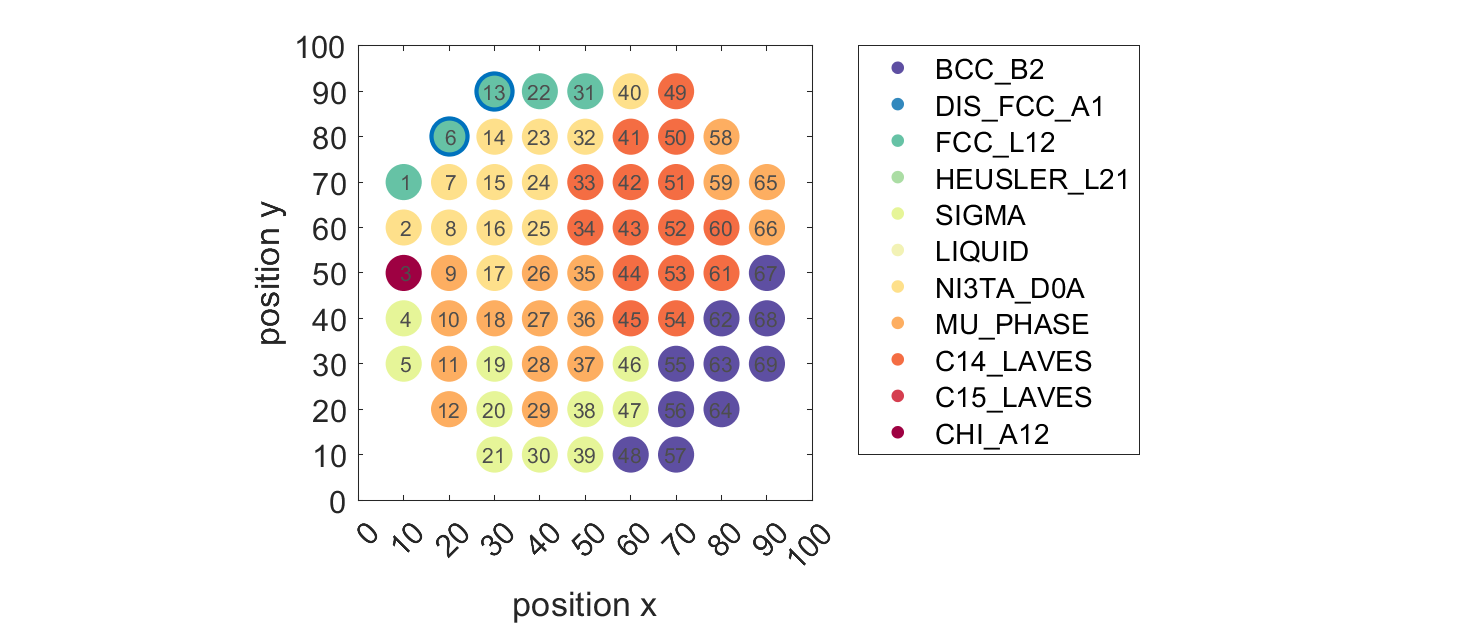 100
90 13 22 31 40 49
80 6 14 23 32 41 50 58
70 1 7 15 24 33 42 51 59 65
60 2 8 16 25 34 43 52 60 66
50 3 9 17 26 35 44 53 61 67
40 4 10 18 27 36 45 54 62 68
30 5 11 19 28 37 46 55 63 69
20 12 20 29 38 47 56 64
10 21 30 39 48 57
0
0 10 20 30 40 50 60 70 80 90 100
position x
position y
BCC_B2
DIS_FCC_A1
FCC_L12
HEUSLER_L21
SIGMA
LIQUID
NI3TA_D0A
MU_PHASE
C14_LAVES
C15_LAVES
CHI_A12